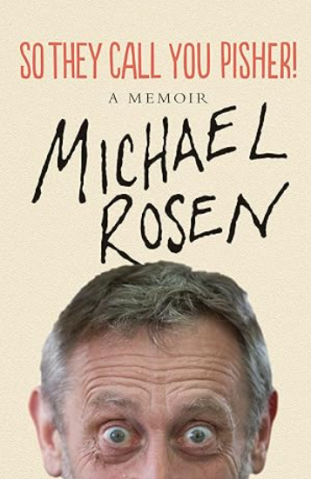 SO THEY CALL YOU PISHER!
A MEMOIR
MICHAEL
ROSEN